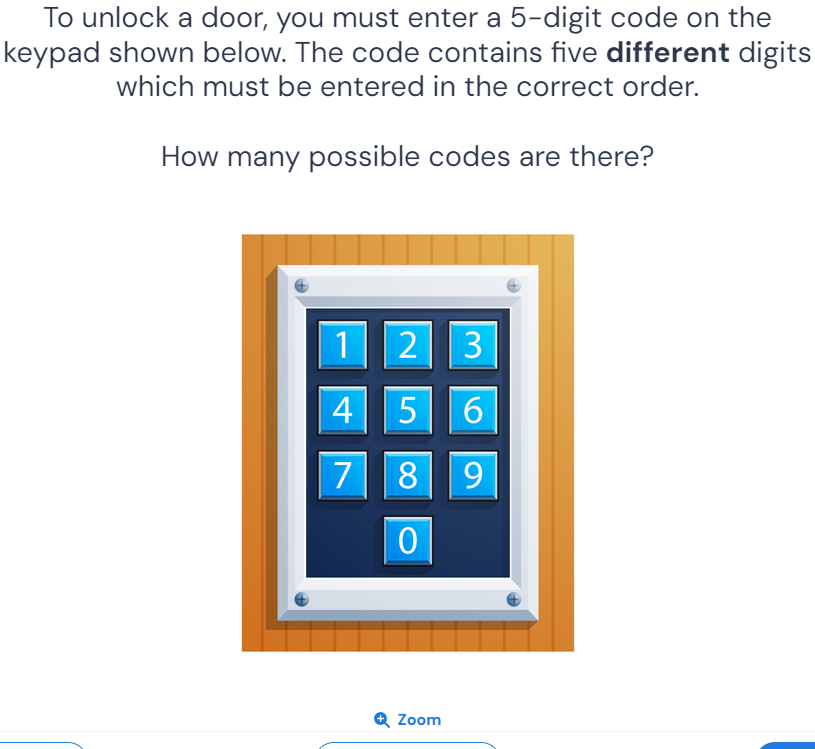 To unlock a door, you must enter a 5-digit code on the
keypad shown below. The code contains five different digits
which must be entered in the correct order.
How many possible codes are there?
1 2 3
4 5 6
7 8 9
0
Zoom